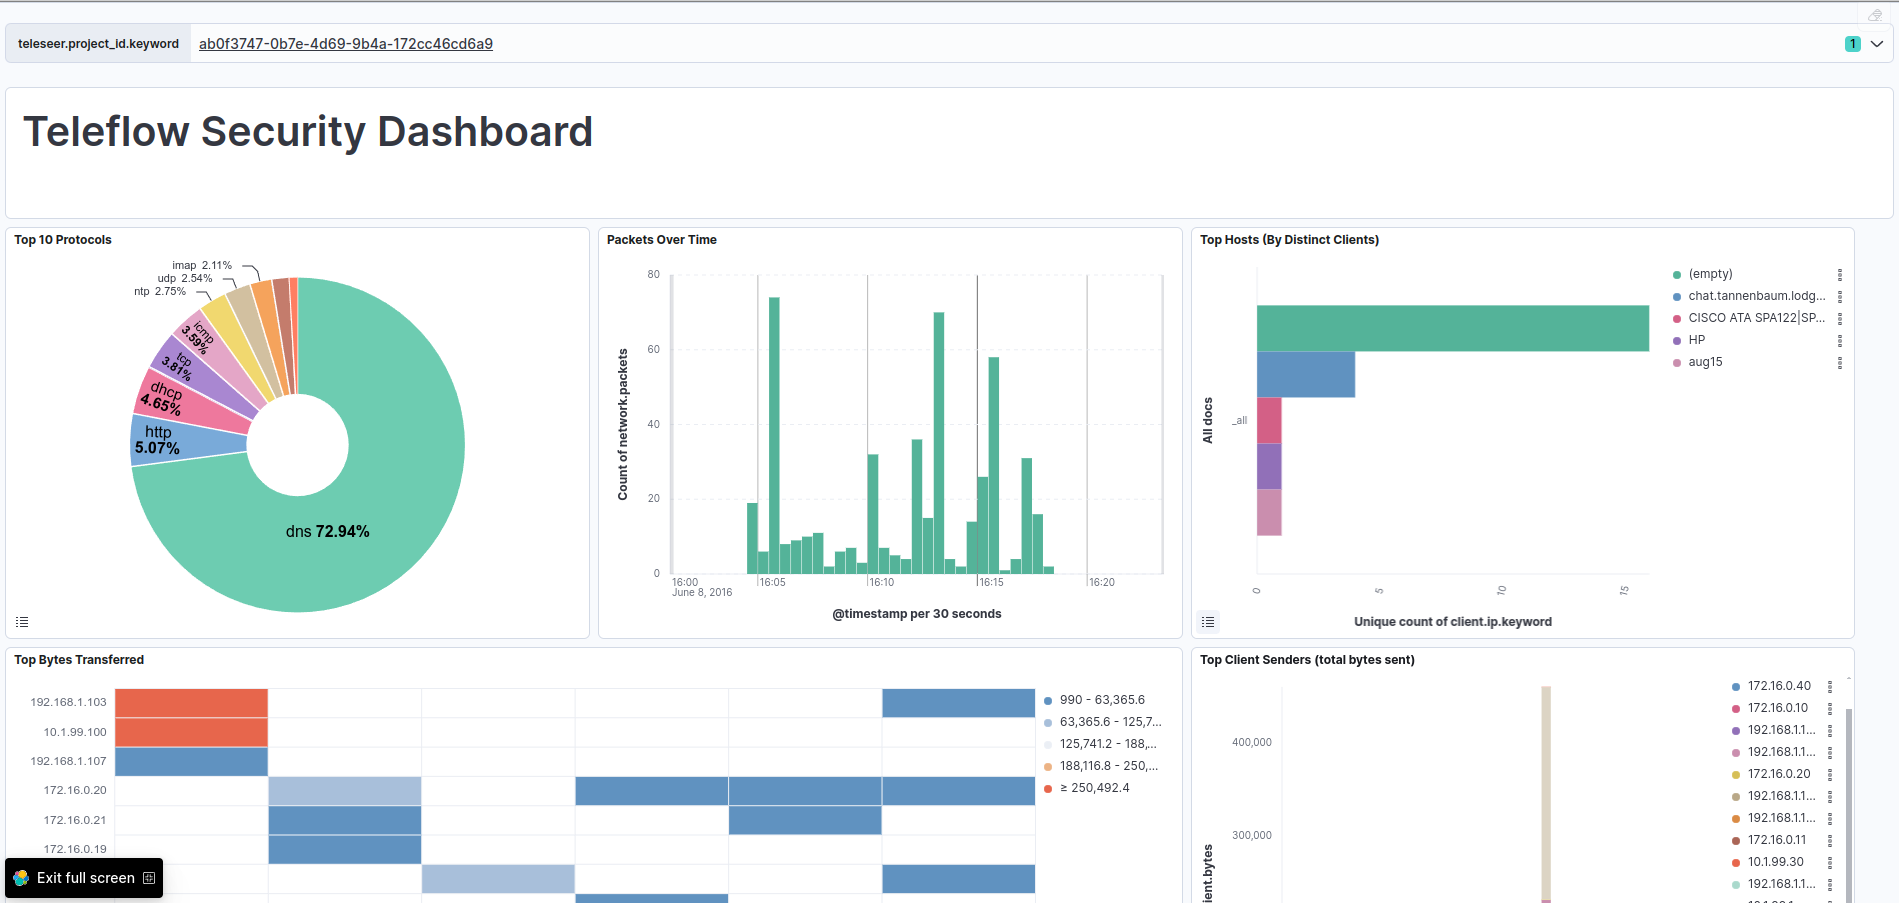 teleseer.project_id.keyword
ab0f3747-0b7e-4d69-9b4a-172cc46cd6a9
1
Teleflow Security Dashboard
Top 10 Protocols
imap 2.11%
udp 2.54%
ntp 2.75%
icmp
3.59%
tcp
3.81%
dhcp
4.65%
http
5.07%
dns 72.94%
Packets Over Time
Count of network.packets
80
60
40
20
0
16:00
June 8, 2016
16:05
16:10
16:15
16:20
@timestamp per 30 seconds
Top Hosts (By Distinct Clients)
All docs
_all
0
5
10
15
Unique count of client.ip.keyword
(empty)
chat.tannenbaum.lodg...
CISCO ATA SPA122|SP...
HP
aug15
Top Bytes Transferred
192.168.1.103
10.1.99.100
192.168.1.107
172.16.0.20
172.16.0.21
172.16.0.19
990 - 63,365.6
63,365.6 - 125,7...
125,741.2 - 188,...
188,116.8 - 250,...
≥ 250,492.4
Exit full screen
Top Client Senders (total bytes sent)
400,000
300,000
ient.bytes
172.16.0.40
172.16.0.10
192.168.1.1...
192.168.1.1...
172.16.0.20
192.168.1.1...
192.168.1.1...
172.16.0.11
10.1.99.30
192.168.1.1...